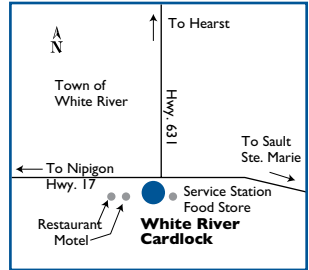 To Hearst
N
Town of
White River
Hwy. 631
To Sault
Ste. Marie
To Nipigon
Hwy. 17
Service Station
Food Store
Restaurant
Motel
White River
Cardlock